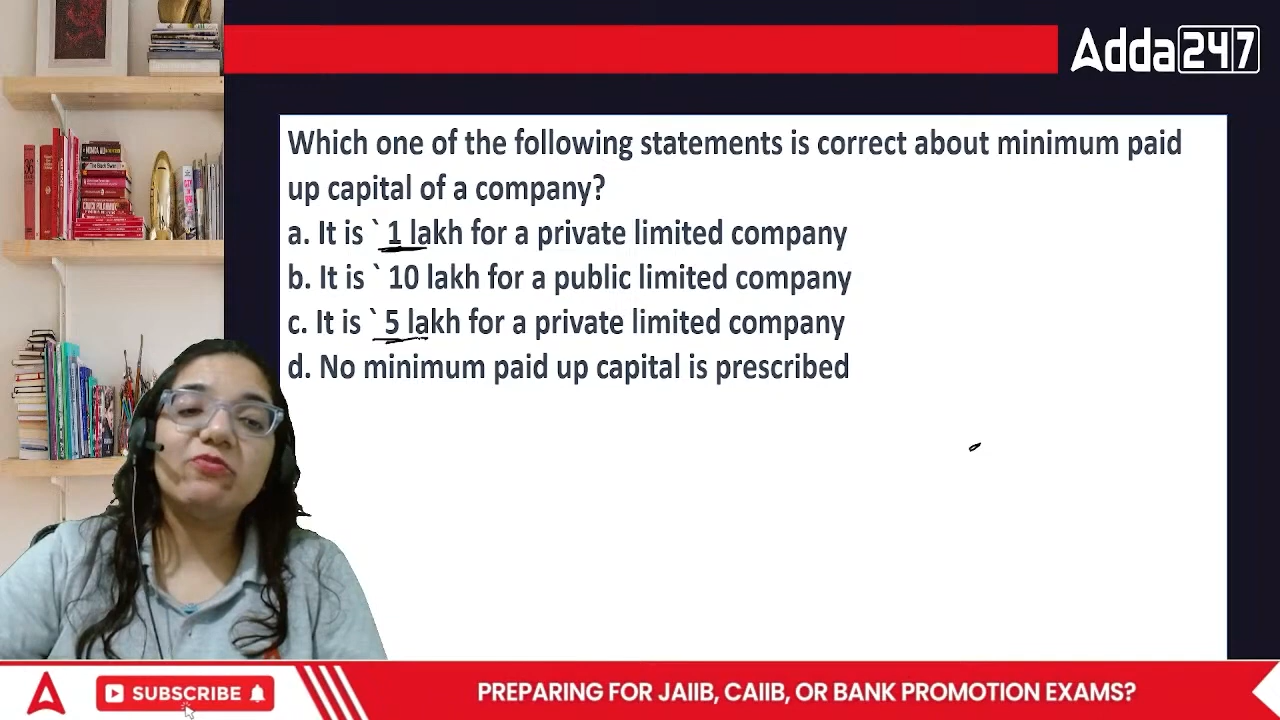 Adda247
Which one of the following statements is correct about minimum paid
up capital of a company?
a. It is ` 1 lakh for a private limited company
b. It is ` 10 lakh for a public limited company
c. It is ` 5 lakh for a private limited company
d. No minimum paid up capital is prescribed
SUBSCRIBE
PREPARING FOR JAIIB, CAIIB, OR BANK PROMOTION EXAMS?